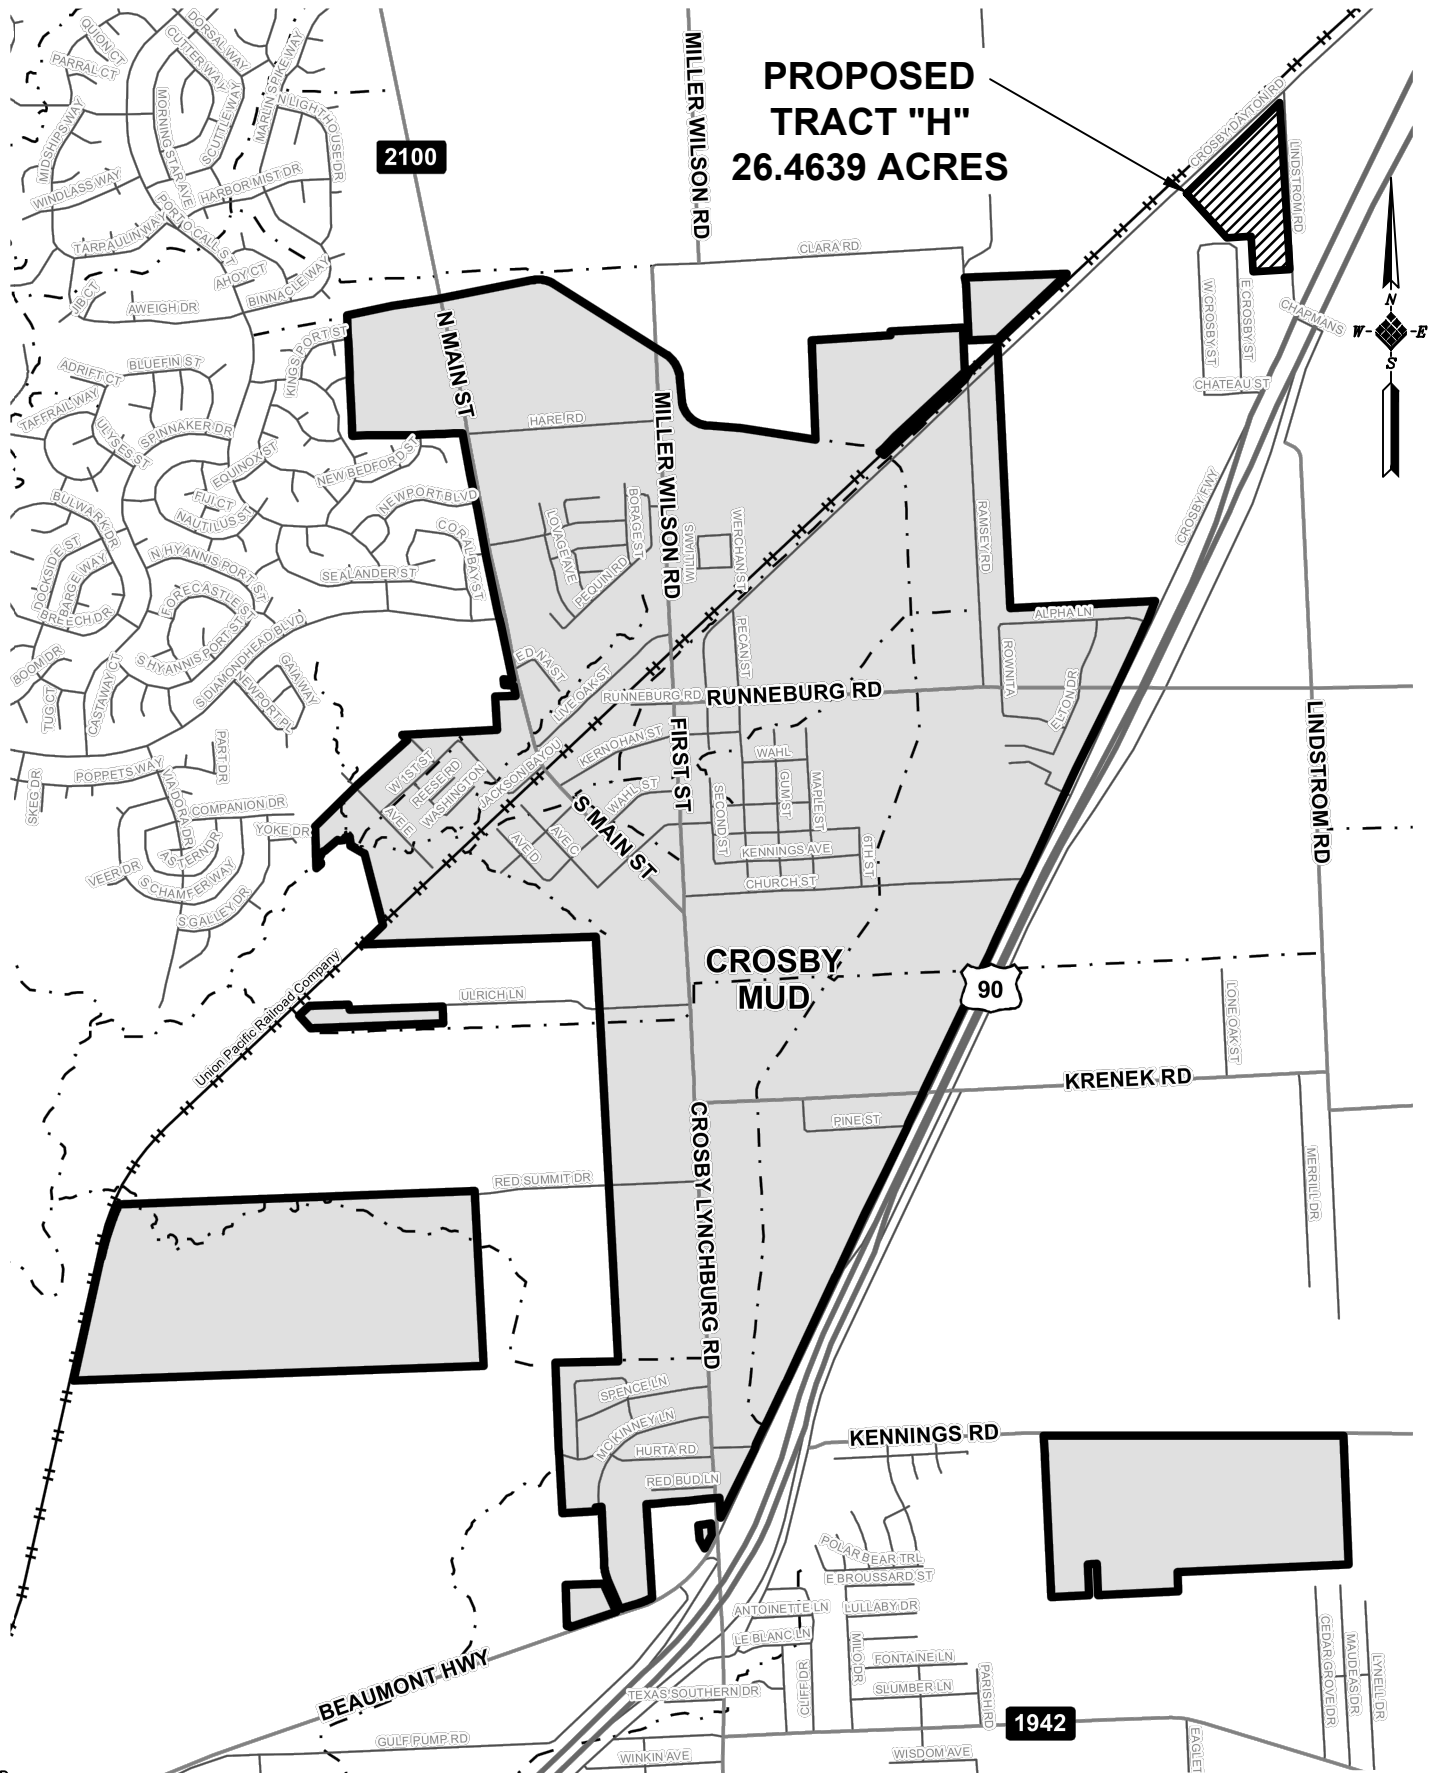 QUION CT
DORSAL WAY
CUTTER WAY
PARRAL CT
MARLIN SPIKE WAY
N LIGHTHOUSE DR
MORNING STAR AVE
SCUTTLE WAY
MIDSHIPS WAY
WINDLASS WAY
HARBOR MIST DR
PORT O CALL ST
TARPAULIN WAY
AHOY CT
BINNACLE WAY
JIB CT
AWEIGH DR
KINGS PORT ST
2100
MILLER WILSON RD
PROPOSED
TRACT "H"
26.4639 ACRES
CROSBY DAYTON RD
LINDSTROM RD
CLARA RD
W CROSBY ST
E CROSBY ST
CHAPMANS
CHATEAU ST
N
W
E
S
N MAIN ST
HARE RD
MILLER WILSON RD
ADRIFT CT
BLUEFIN ST
TAFFRAIL WAY
ULYSES ST
SPINNAKER DR
EQUINOX ST
NEW BEDFORD ST
FUJI CT
NAUTILUS ST
NEWPORT BLVD
BULWARK DR
CORAL BAY ST
DOCKSIDE ST
BARGE WAY
N HYANNIS PORT ST
SEALANDER ST
BREECH DR
FORECASTLE ST
S HYANNIS PORT ST
S DIAMONDHEAD BLVD
BOOM DR
GALWAY
NEWPORT PL
TUG CT
CASTAWAY CT
LOVAGE AVE
BORAGE ST
PEQUIN RD
WILLIAMS
WERCHAN ST
RAMSEY RD
CROSBY FWY
ALPHA LN
ROWNITA
ELTON DR
PECAN ST
EDNA ST
LIVE OAK ST
RUNNEBURG RD
RUNNEBURG RD
KERNOHAN ST
FIRST ST
LINDSTROM RD
PART DR
POPPETS WAY
SKEG DR
VIA DORA DR
COMPANION DR
YOKE DR
ASTERN DR
VEER DR
S CHAMFER WAY
S GALLEY DR
W 1ST ST
REESE RD
WASHINGTON
JACKSON BAYOU
AVE E
AVE D
AVE C
WAHL ST
S MAIN ST
WAHL
GUM ST
MAPLE ST
SECOND ST
KENNINGS AVE
6TH ST
CHURCH ST
CROSBY
MUD
90
Union Pacific Railroad Company
ULRICH LN
LONE OAK ST
KRENEK RD
PINE ST
MERRILL DR
CROSBY LYNCHBURG RD
RED SUMMIT DR
SPENCE LN
MC KINNEY LN
HURTA RD
RED BUD LN
KENNINGS RD
POLAR BEAR TRL
E BROUSSARD ST
ANTOINETTE LN
LULLABY DR
LE BLANC LN
MILO DR
CLIFF DR
FONTAINE LN
SLUMBER LN
PARISH RD
TEXAS SOUTHERN DR
CEDAR GROVE DR
MAUDEAS DR
LYNELL DR
BEAUMONT HWY
GULF PUMP RD
WINKIN AVE
WISDOM AVE
1942
EAGLET